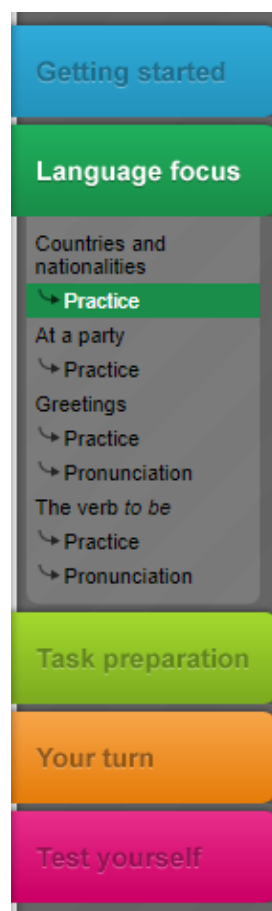 Getting started
Language focus
Countries and
nationalities
Practice
At a party
Practice
Greetings
Practice
Pronunciation
The verb to be
Practice
Pronunciation
Task preparation
Your turn
Test yourself